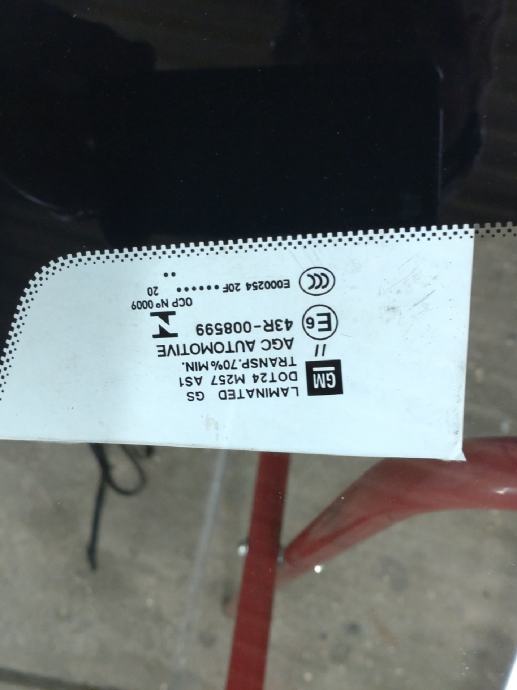 GM
LAMINATED GS
DOT24 M257 AS1
TRANSP.70%MIN.
//
AGC AUTOMOTIVE
E6 43R-008599
N
OCP Nº 0009
CCC E000254 20F••••••
20
••